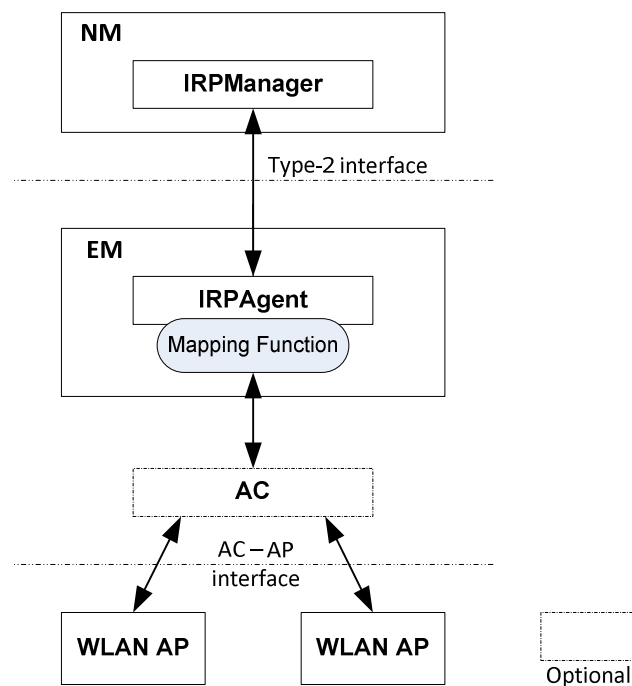 NM
IRPManager
Type-2 interface
EM
IRPAgent
Mapping Function
AC
AC – AP
interface
WLAN AP
WLAN AP
Optional